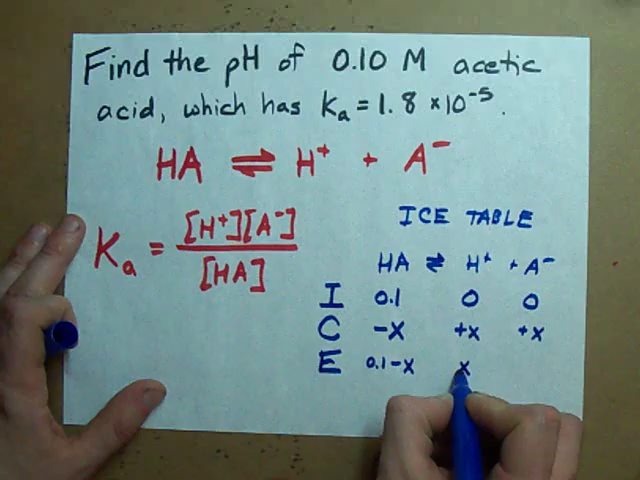 Find the pH of 0.10 M acetic
acid, which has Ka = 1.8 ×10⁻⁵.
HA ⇌ H⁺ + A⁻
Ka = [H⁺][A⁻]
[HA]
ICE TABLE
HA ⇌ H⁺ + A⁻
I 0.1 0 0
C -x +x +x
E 0.1-x x